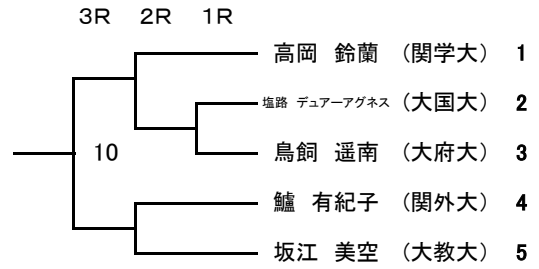 ３Ｒ ２Ｒ １Ｒ
高岡 鈴蘭 （関学大） 1
塩路 デュアーアグネス （大国大） 2
10
鳥飼 遥南 （大府大） 3
鱸 有紀子 （関外大） 4
坂江 美空 （大教大） 5